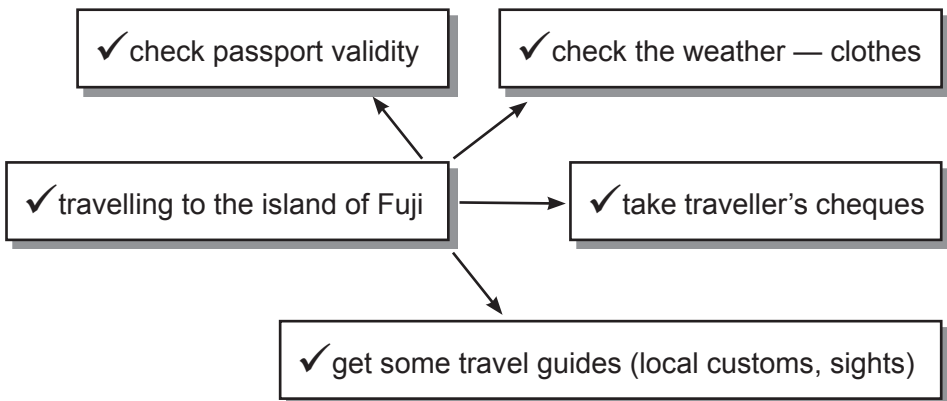 ✓ check passport validity
✓ check the weather — clothes
✓ travelling to the island of Fuji
✓ take traveller's cheques
✓ get some travel guides (local customs, sights)